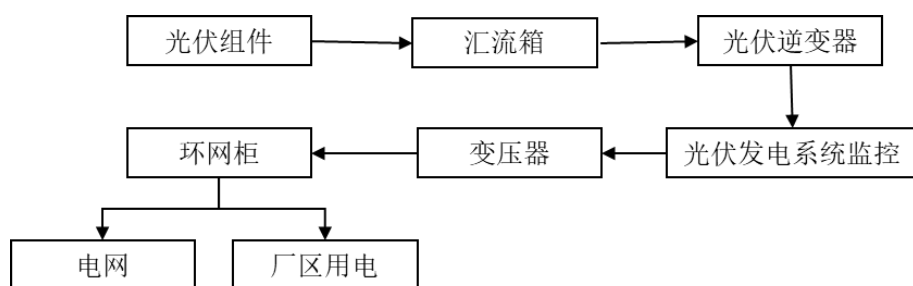 光伏组件
汇流箱
光伏逆变器
光伏发电系统监控
变压器
环网柜
电网
厂区用电